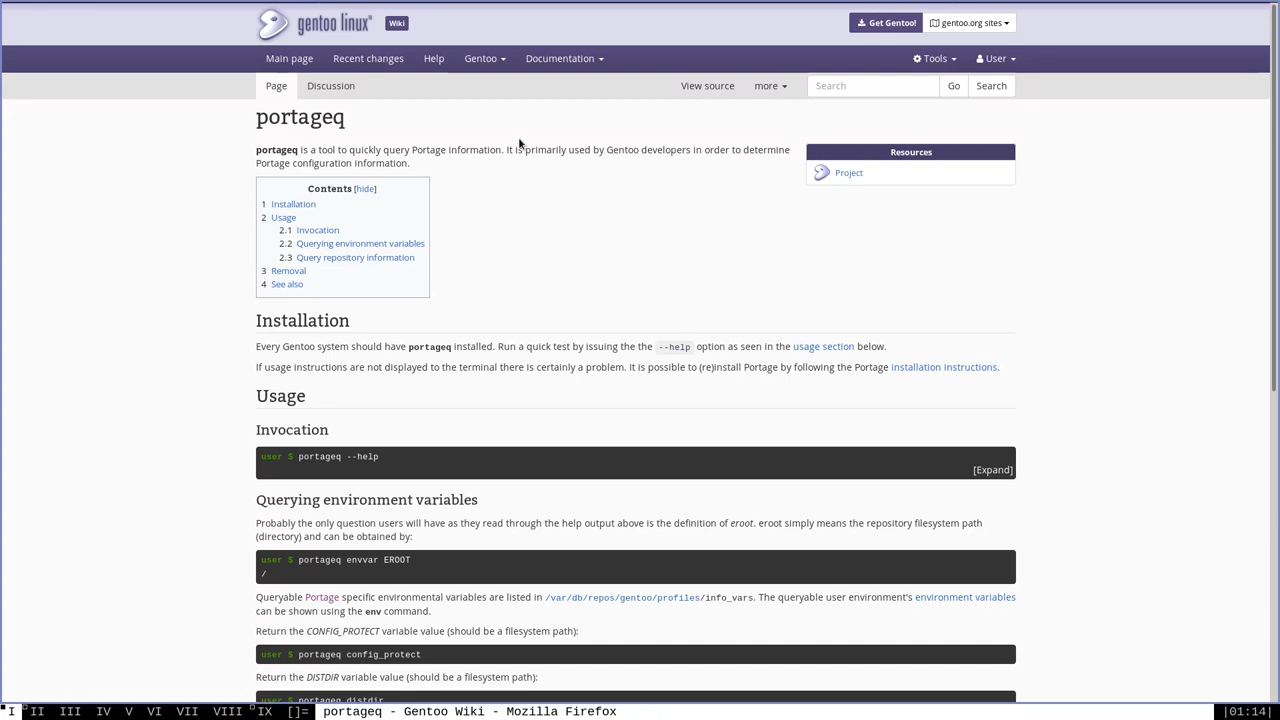 gentoo linux
Wiki
Get Gentoo!
gentoo.org sites
Main page
Recent changes
Help
Gentoo
Documentation
Tools
User
Page
Discussion
View source
more
Search
Go
Search
portageq
portageq is a tool to quickly query Portage information. It is primarily used by Gentoo developers in order to determine
Portage configuration information.
Resources
Project
Contents [hide]
1 Installation
2 Usage
2.1 Invocation
2.2 Querying environment variables
2.3 Query repository information
3 Removal
4 See also
Installation
Every Gentoo system should have portageq installed. Run a quick test by issuing the the --help option as seen in the usage section below.
If usage instructions are not displayed to the terminal there is certainly a problem. It is possible to (re)install Portage by following the Portage installation instructions.
Usage
Invocation
user $ portageq --help
[Expand]
Querying environment variables
Probably the only question users will have as they read through the help output above is the definition of eroot. eroot simply means the repository filesystem path
(directory) and can be obtained by:
user $ portageq envvar EROOT
/
Queryable Portage specific environmental variables are listed in /var/db/repos/gentoo/profiles/info_vars. The queryable user environment's environment variables
can be shown using the env command.
Return the CONFIG_PROTECT variable value (should be a filesystem path):
user $ portageq config_protect
Return the DISTDIR variable value (should be a filesystem path):
user $ portageq distdir
I II III IV V VI VII VIII IX []= portageq - Gentoo Wiki - Mozilla Firefox |01:14|